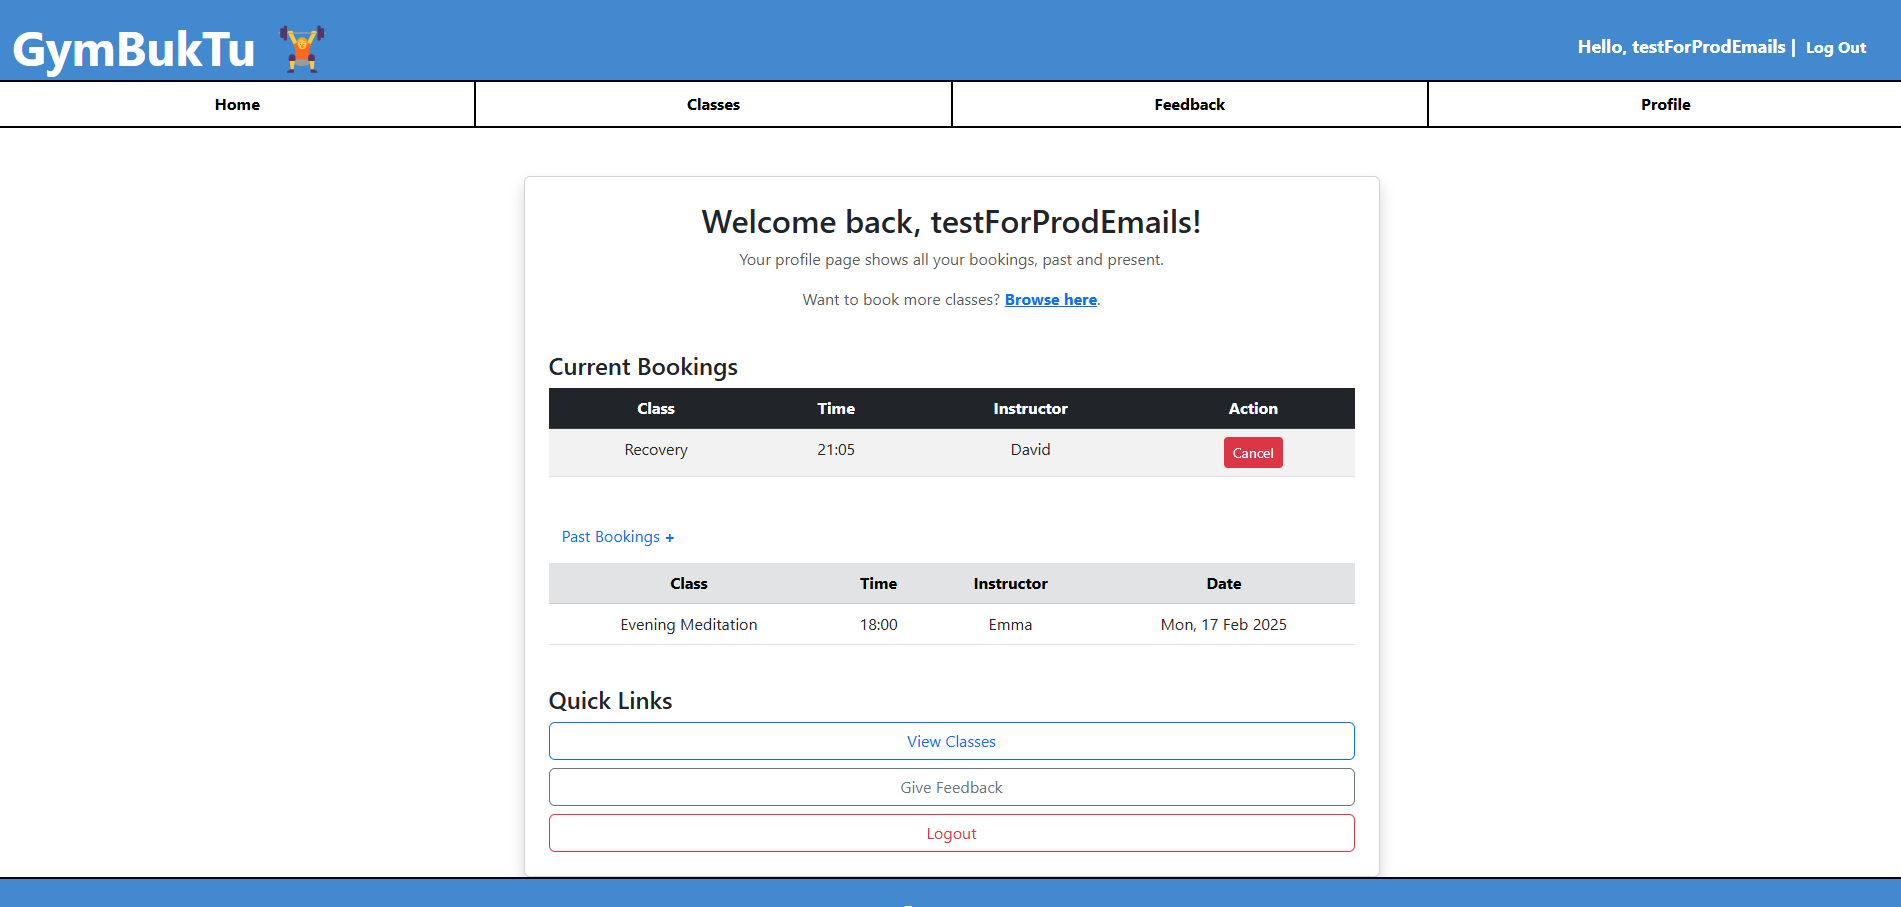 GymBukTu
Hello, testForProdEmails | Log Out
Home Classes Feedback Profile
Welcome back, testForProdEmails!
Your profile page shows all your bookings, past and present.
Want to book more classes? Browse here.
Current Bookings
Class Time Instructor Action
Recovery 21:05 David Cancel
Past Bookings +
Class Time Instructor Date
Evening Meditation 18:00 Emma Mon, 17 Feb 2025
Quick Links
View Classes
Give Feedback
Logout